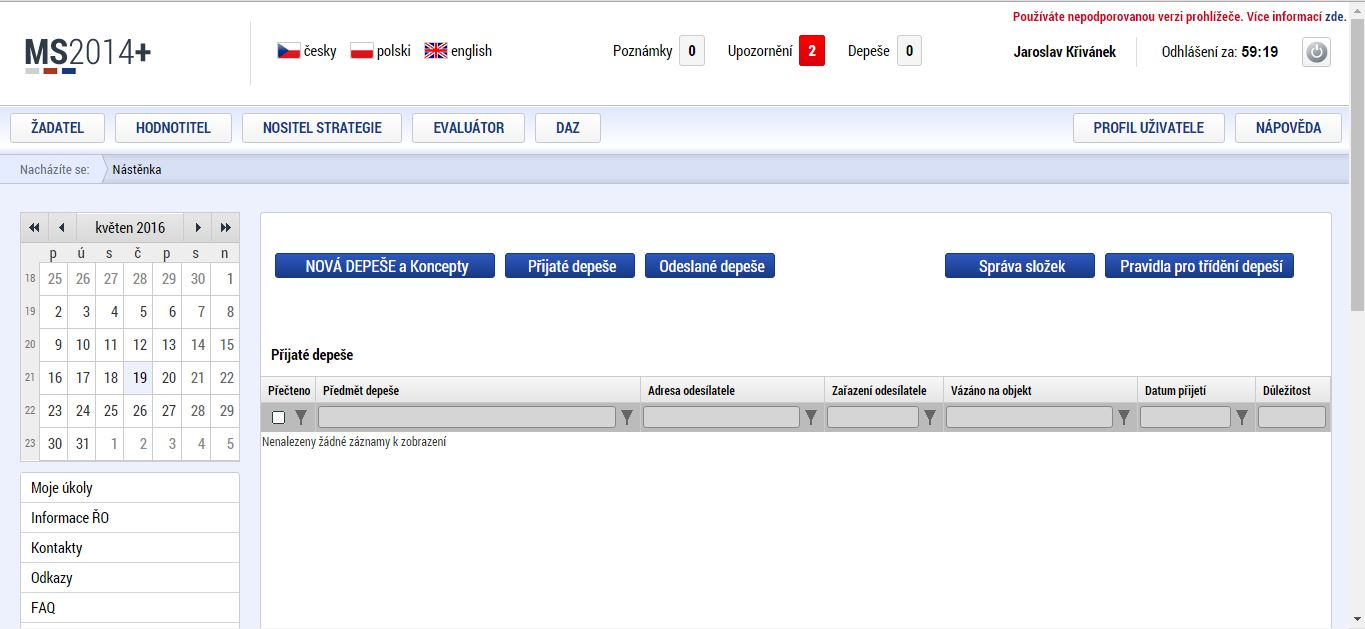 Používáte nepodporovanou verzi prohlížeče. Více informací zde.
MS2014+
česky polski english
Poznámky 0 Upozornění 2 Depeše 0
Jaroslav Křivánek Odhlášení za: 59:19
ŽADATEL HODNOTITEL NOSITEL STRATEGIE EVALUÁTOR DAZ PROFIL UŽIVATELE NÁPOVĚDA
Nacházíte se: Nástěnka
květen 2016
p ú s č p s n
18 25 26 27 28 29 30 1
19 2 3 4 5 6 7 8
20 9 10 11 12 13 14 15
21 16 17 18 19 20 21 22
22 23 24 25 26 27 28 29
23 30 31 1 2 3 4 5
Moje úkoly
Informace ŘO
Kontakty
Odkazy
FAQ
NOVÁ DEPEŠE a Koncepty Přijaté depeše Odeslané depeše Správa složek Pravidla pro třídění depeší
Přijaté depeše
Přečteno Předmět depeše Adresa odesílatele Zařazení odesílatele Vázáno na objekt Datum přijetí Důležitost
Nenalezeny žádné záznamy k zobrazení